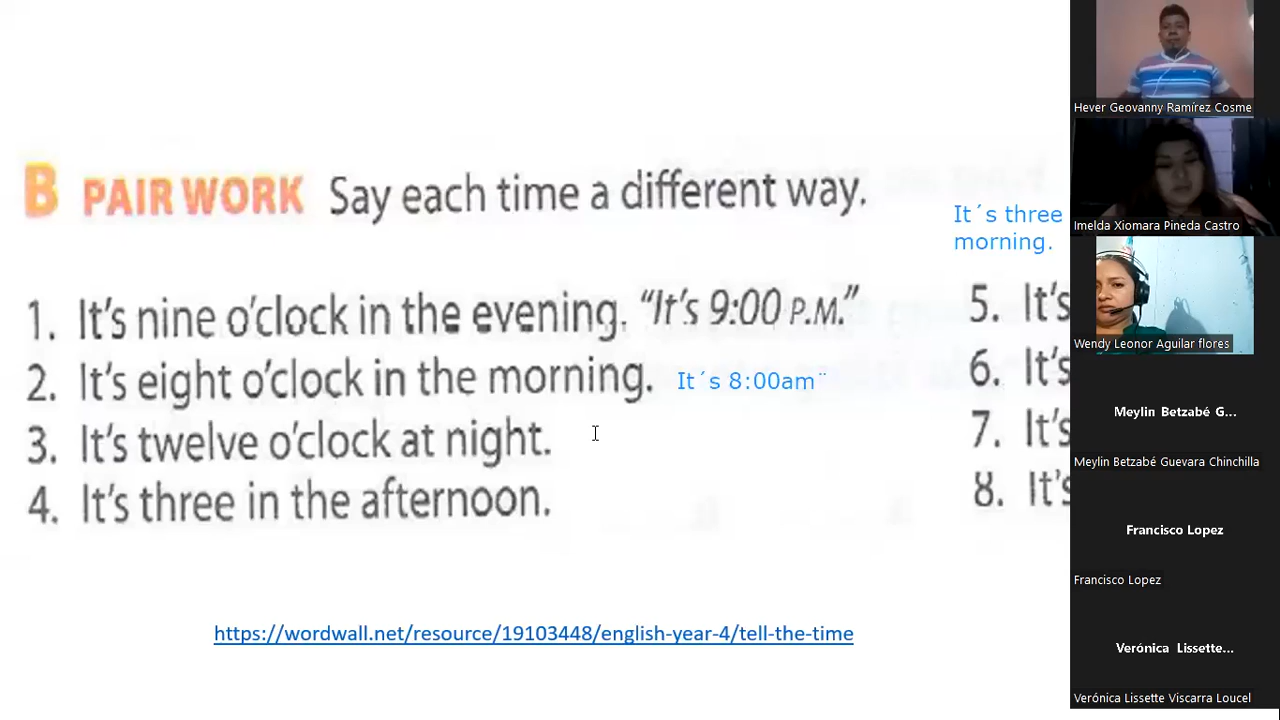 B PAIR WORK Say each time a different way.
It´s three
morning.
1. It's nine o'clock in the evening. “It's 9:00 P.M.”
2. It's eight o'clock in the morning. It´s 8:00am¨
3. It's twelve o'clock at night.
4. It's three in the afternoon.
5. It's
6. It's
7. It's
8. It's
https://wordwall.net/resource/19103448/english-year-4/tell-the-time
Hever Geovanny Ramírez Cosme
Imelda Xiomara Pineda Castro
Wendy Leonor Aguilar flores
Meylin Betzabé G...
Meylin Betzabé Guevara Chinchilla
Francisco Lopez
Francisco Lopez
Verónica Lissette...
Verónica Lissette Viscarra Loucel